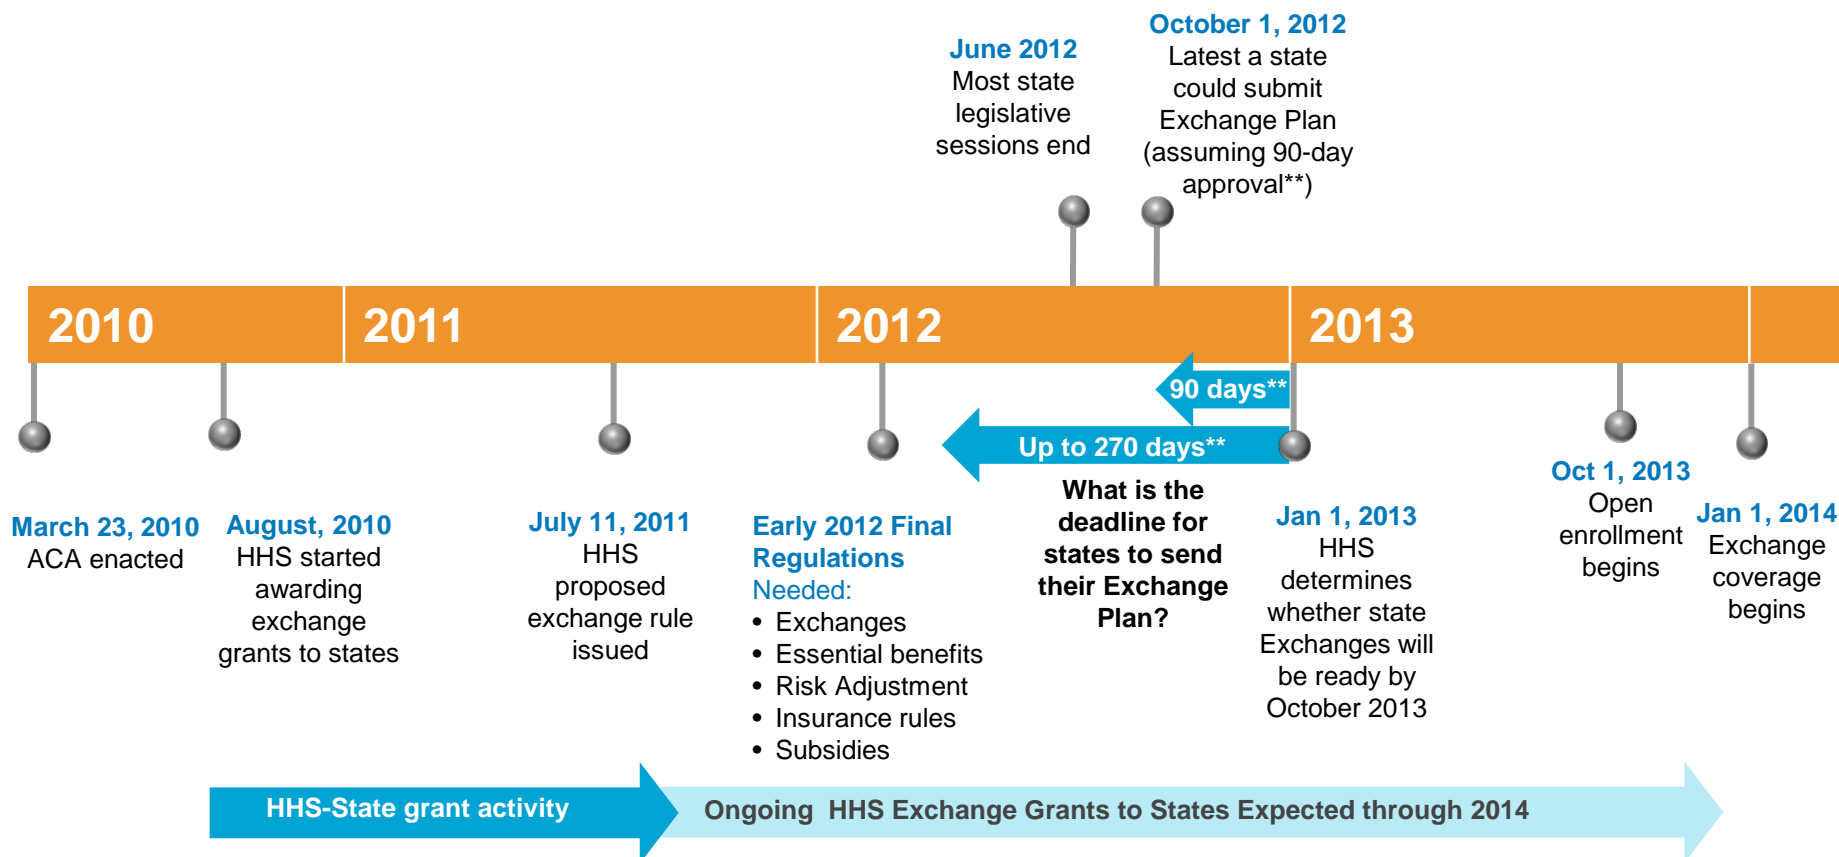 October 1, 2012
Latest a state
could submit
Exchange Plan
(assuming 90-day
approval**)
June 2012
Most state
legislative
sessions end
2010
2011
2012
2013
90 days**
Up to 270 days**
What is the
deadline for
states to send
their Exchange
Plan?
March 23, 2010
ACA enacted
August, 2010
HHS started
awarding
exchange
grants to states
July 11, 2011
HHS
proposed
exchange rule
issued
Early 2012 Final
Regulations
Needed:
• Exchanges
• Essential benefits
• Risk Adjustment
• Insurance rules
• Subsidies
Jan 1, 2013
HHS
determines
whether state
Exchanges will
be ready by
October 2013
Oct 1, 2013
Open
enrollment
begins
Jan 1, 2014
Exchange
coverage
begins
HHS-State grant activity
Ongoing HHS Exchange Grants to States Expected through 2014